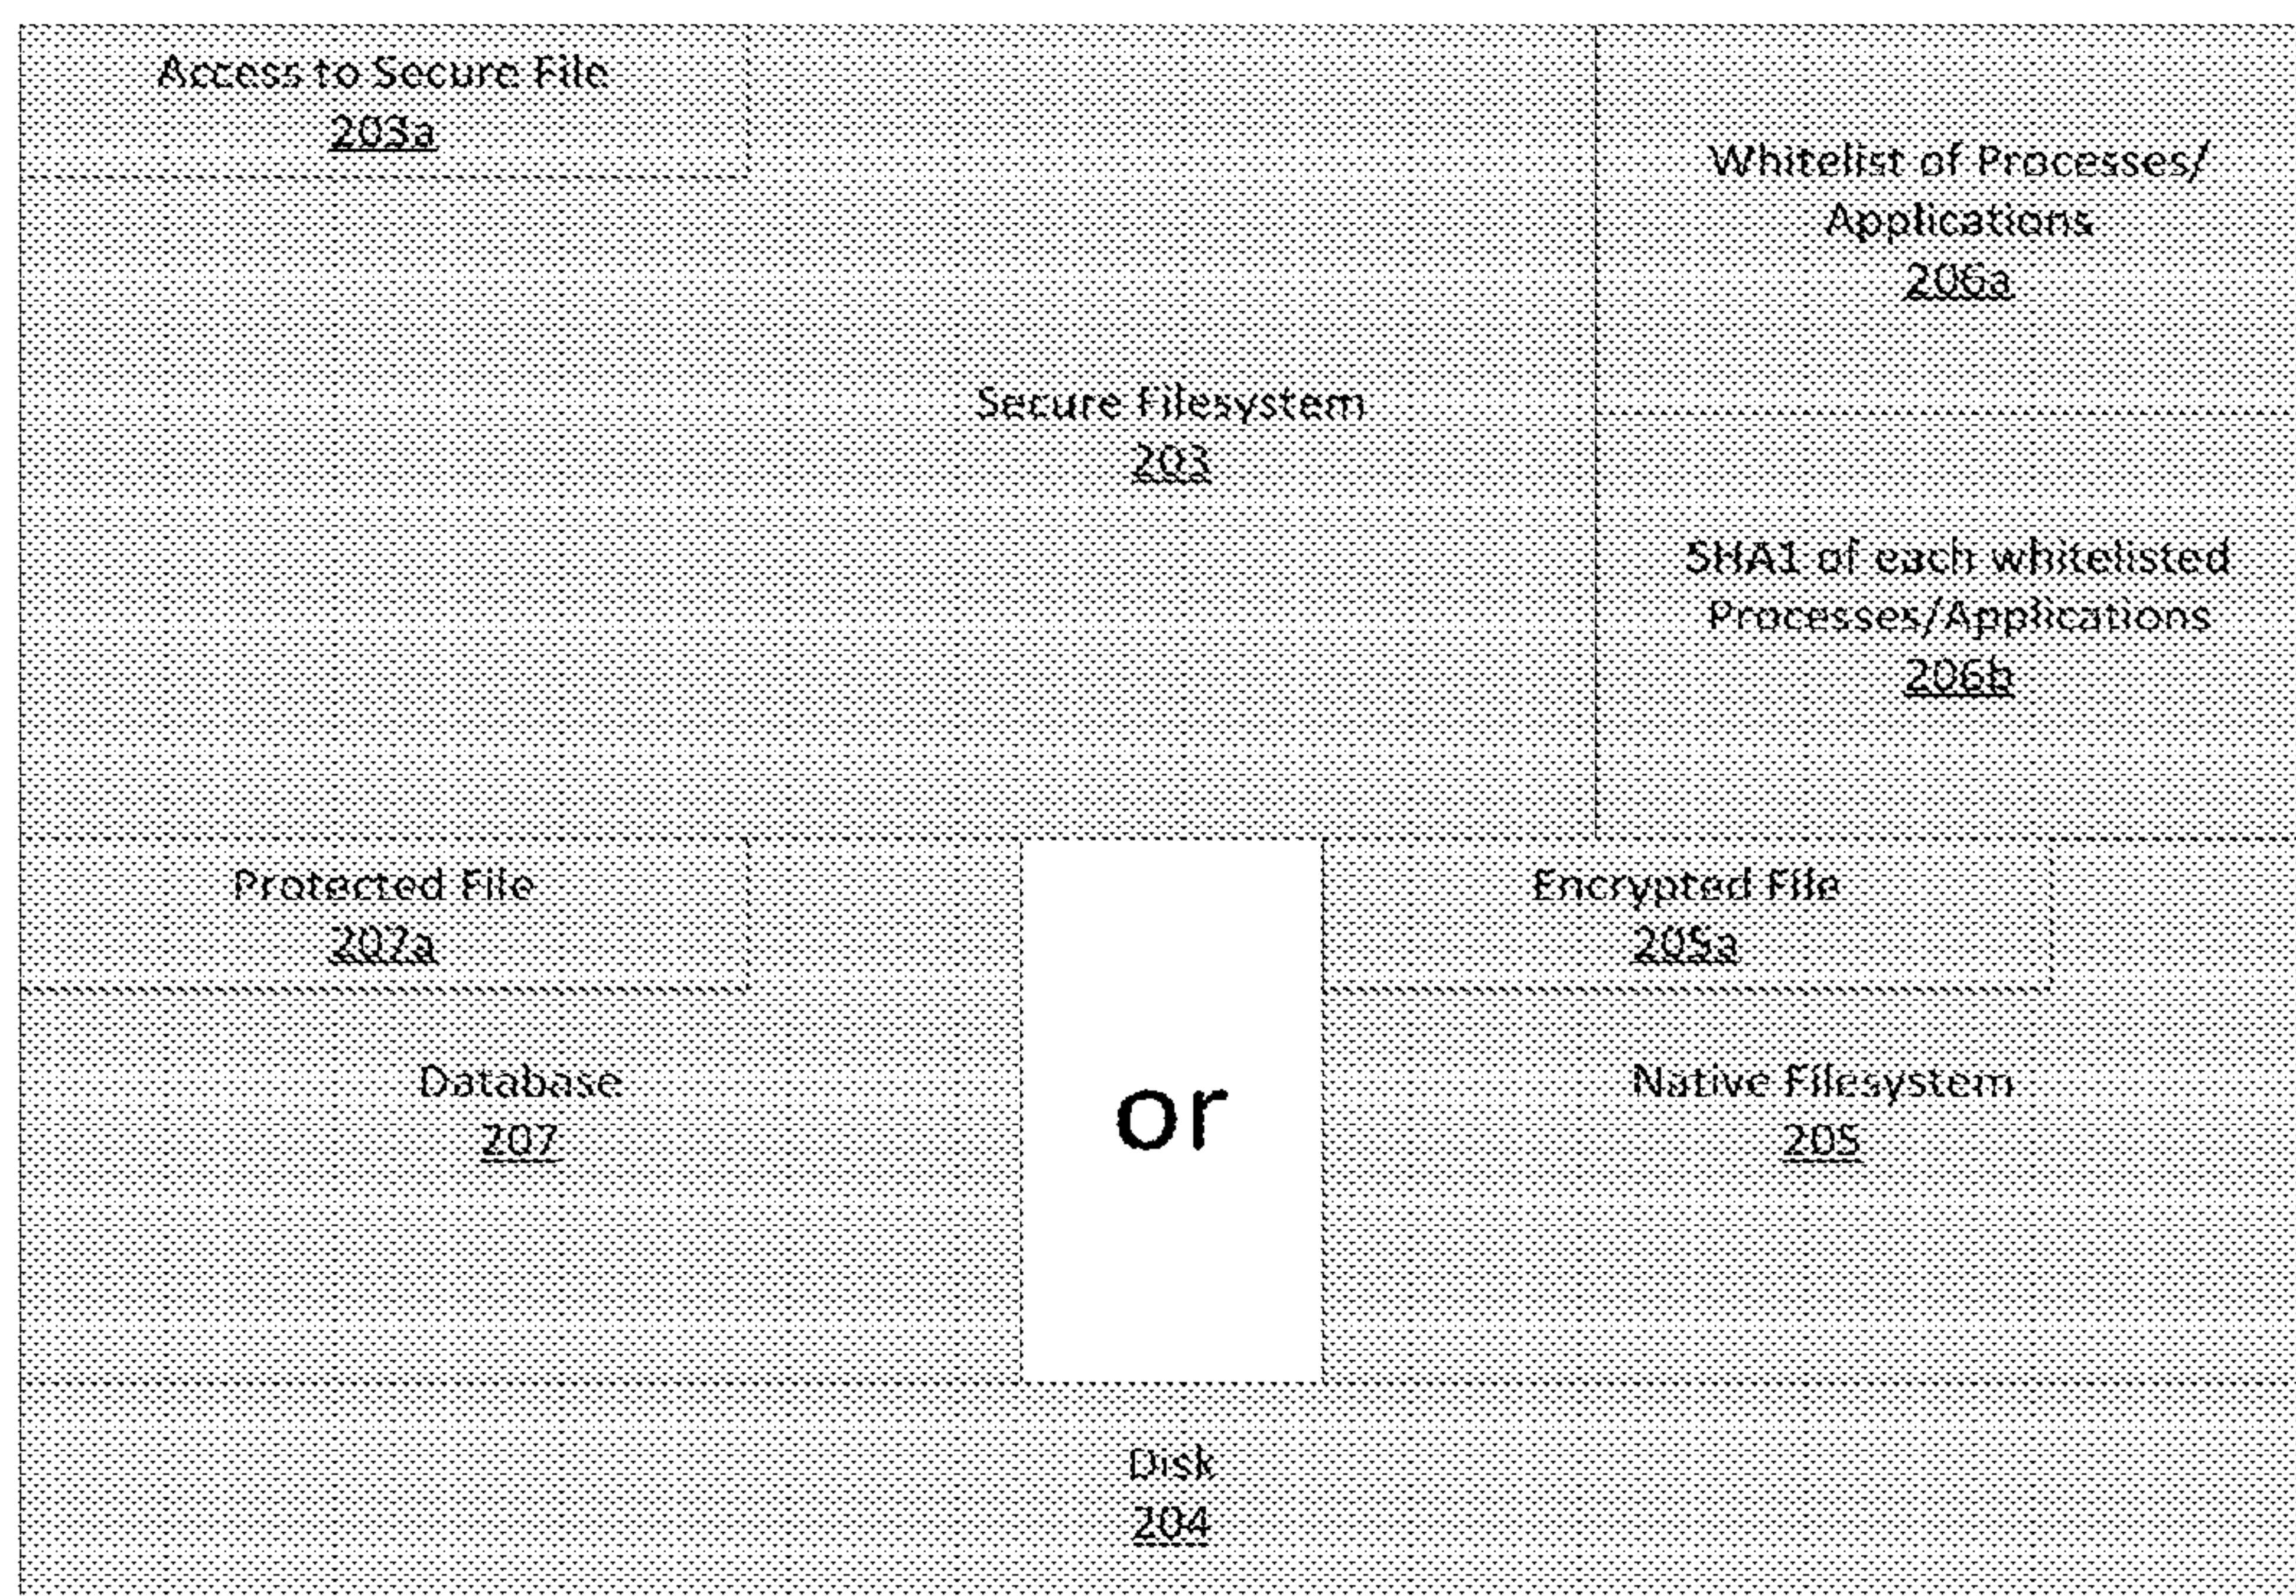 Access to Secure File
203a
Whitelist of Processes/
Applications
206a
Secure Filesystem
203
SHA1 of each whitelisted
Processes/Applications
206b
Protected File
207a
Encrypted File
205a
Database
207
or
Native Filesystem
205
Disk
204